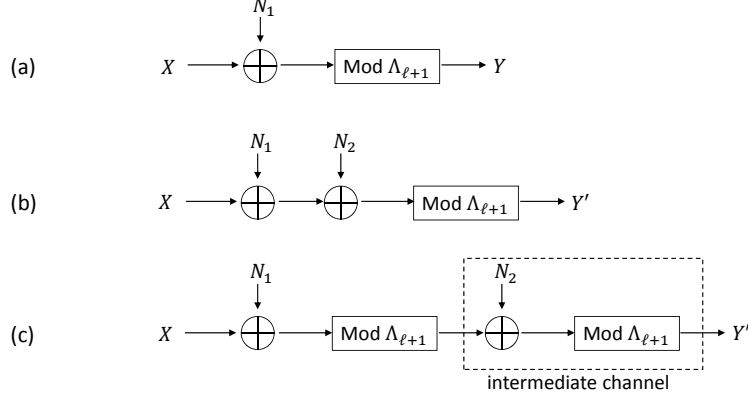 N₁
(a) X Mod Λℓ+1 Y
N₁ N₂
(b) X Mod Λℓ+1 Y'
N₁ N₂
(c) X Mod Λℓ+1 Mod Λℓ+1 Y'
intermediate channel